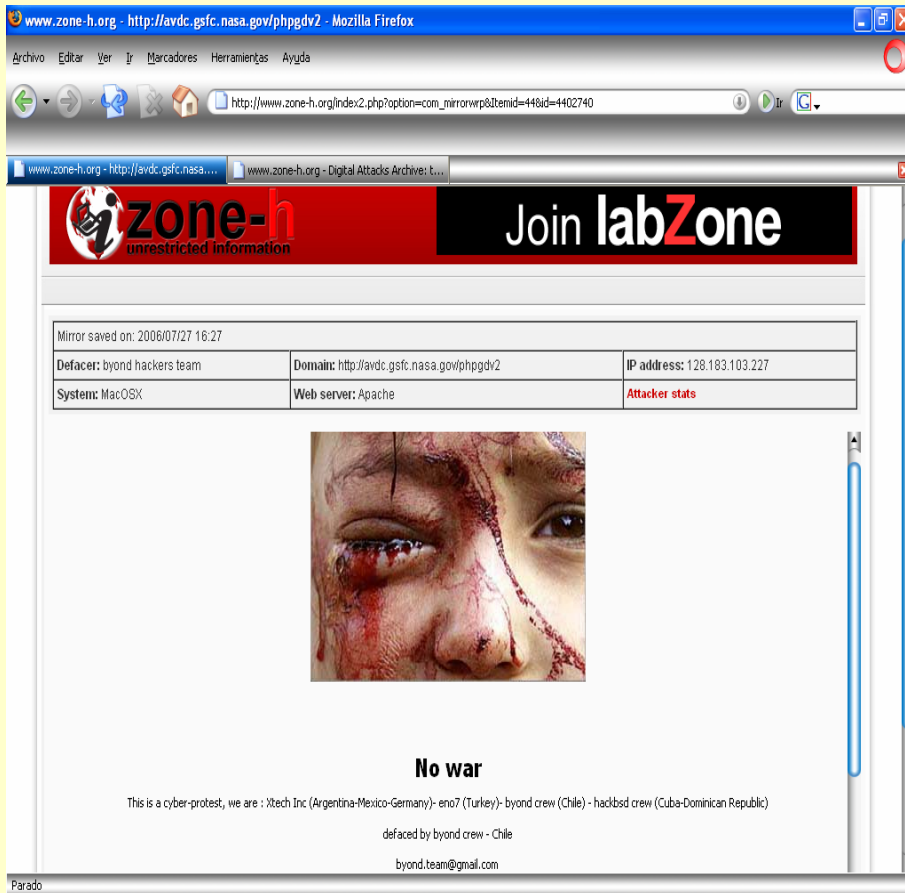 www.zone-h.org - http://avdc.gsfc.nasa.gov/phpgdv2 - Mozilla Firefox
Archivo Editar Ver Ir Marcadores Herramientas Ayuda
http://www.zone-h.org/index2.php?option=com_mirrorwrp&Itemid=44&id=4402740 Ir G
www.zone-h.org - http://avdc.gsfc.nasa.... www.zone-h.org - Digital Attacks Archive: t...
zone-h
unrestricted information
Join labZone
Mirror saved on: 2006/07/27 16:27
Defacer: byond hackers team Domain: http://avdc.gsfc.nasa.gov/phpgdv2 IP address: 128.183.103.227
System: MacOSX Web server: Apache Attacker stats
No war
This is a cyber-protest, we are : Xtech Inc (Argentina-Mexico-Germany)- eno7 (Turkey)- byond crew (Chile) - hackbsd crew (Cuba-Dominican Republic)
defaced by byond crew - Chile
byond.team@gmail.com
Parado